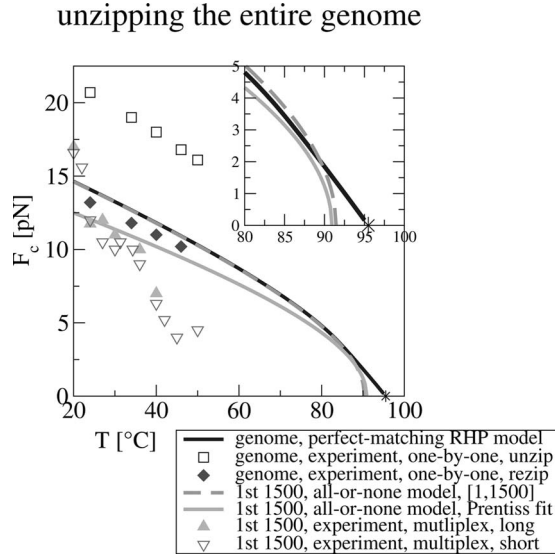 unzipping the entire genome
F_c [pN]
20
15
10
5
0
20
40
60
80
100
T [°C]
5
4
3
2
1
0
80
85
90
95
100
genome, perfect-matching RHP model
genome, experiment, one-by-one, unzip
genome, experiment, one-by-one, rezip
1st 1500, all-or-none model, [1,1500]
1st 1500, all-or-none model, Prentiss fit
1st 1500, experiment, mutliplex, long
1st 1500, experiment, multiplex, short